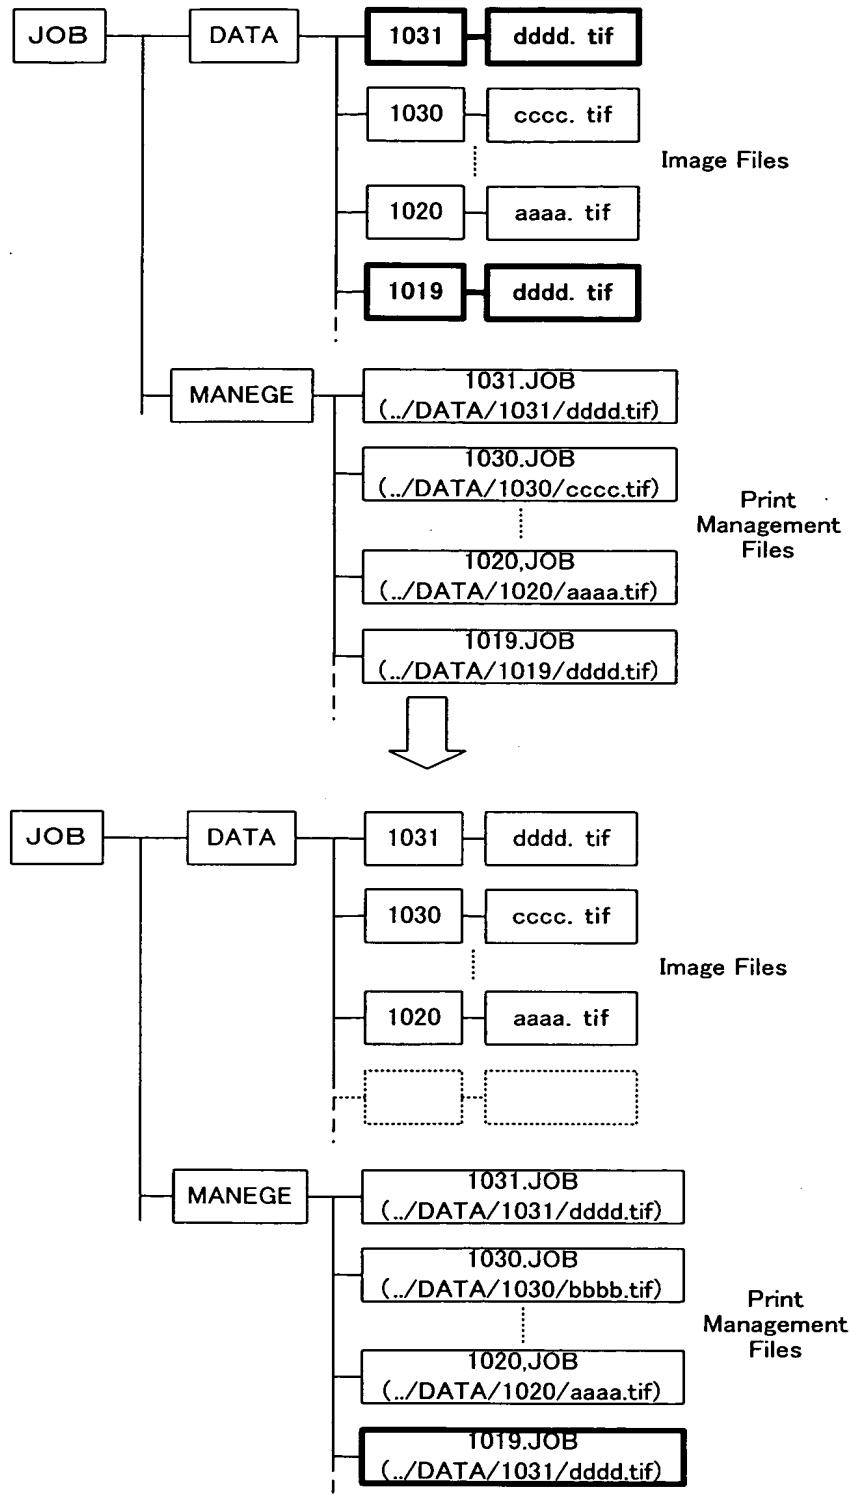 JOB
DATA
1031
dddd. tif
1030
cccc. tif
Image Files
1020
aaaa. tif
1019
dddd. tif
MANEGE
1031.JOB
(../DATA/1031/dddd.tif)
1030.JOB
(../DATA/1030/cccc.tif)
Print
Management
Files
1020,JOB
(../DATA/1020/aaaa.tif)
1019.JOB
(../DATA/1019/dddd.tif)
JOB
DATA
1031
dddd. tif
1030
cccc. tif
Image Files
1020
aaaa. tif
MANEGE
1031.JOB
(../DATA/1031/dddd.tif)
1030.JOB
(../DATA/1030/bbbb.tif)
Print
Management
Files
1020,JOB
(../DATA/1020/aaaa.tif)
1019.JOB
(../DATA/1031/dddd.tif)